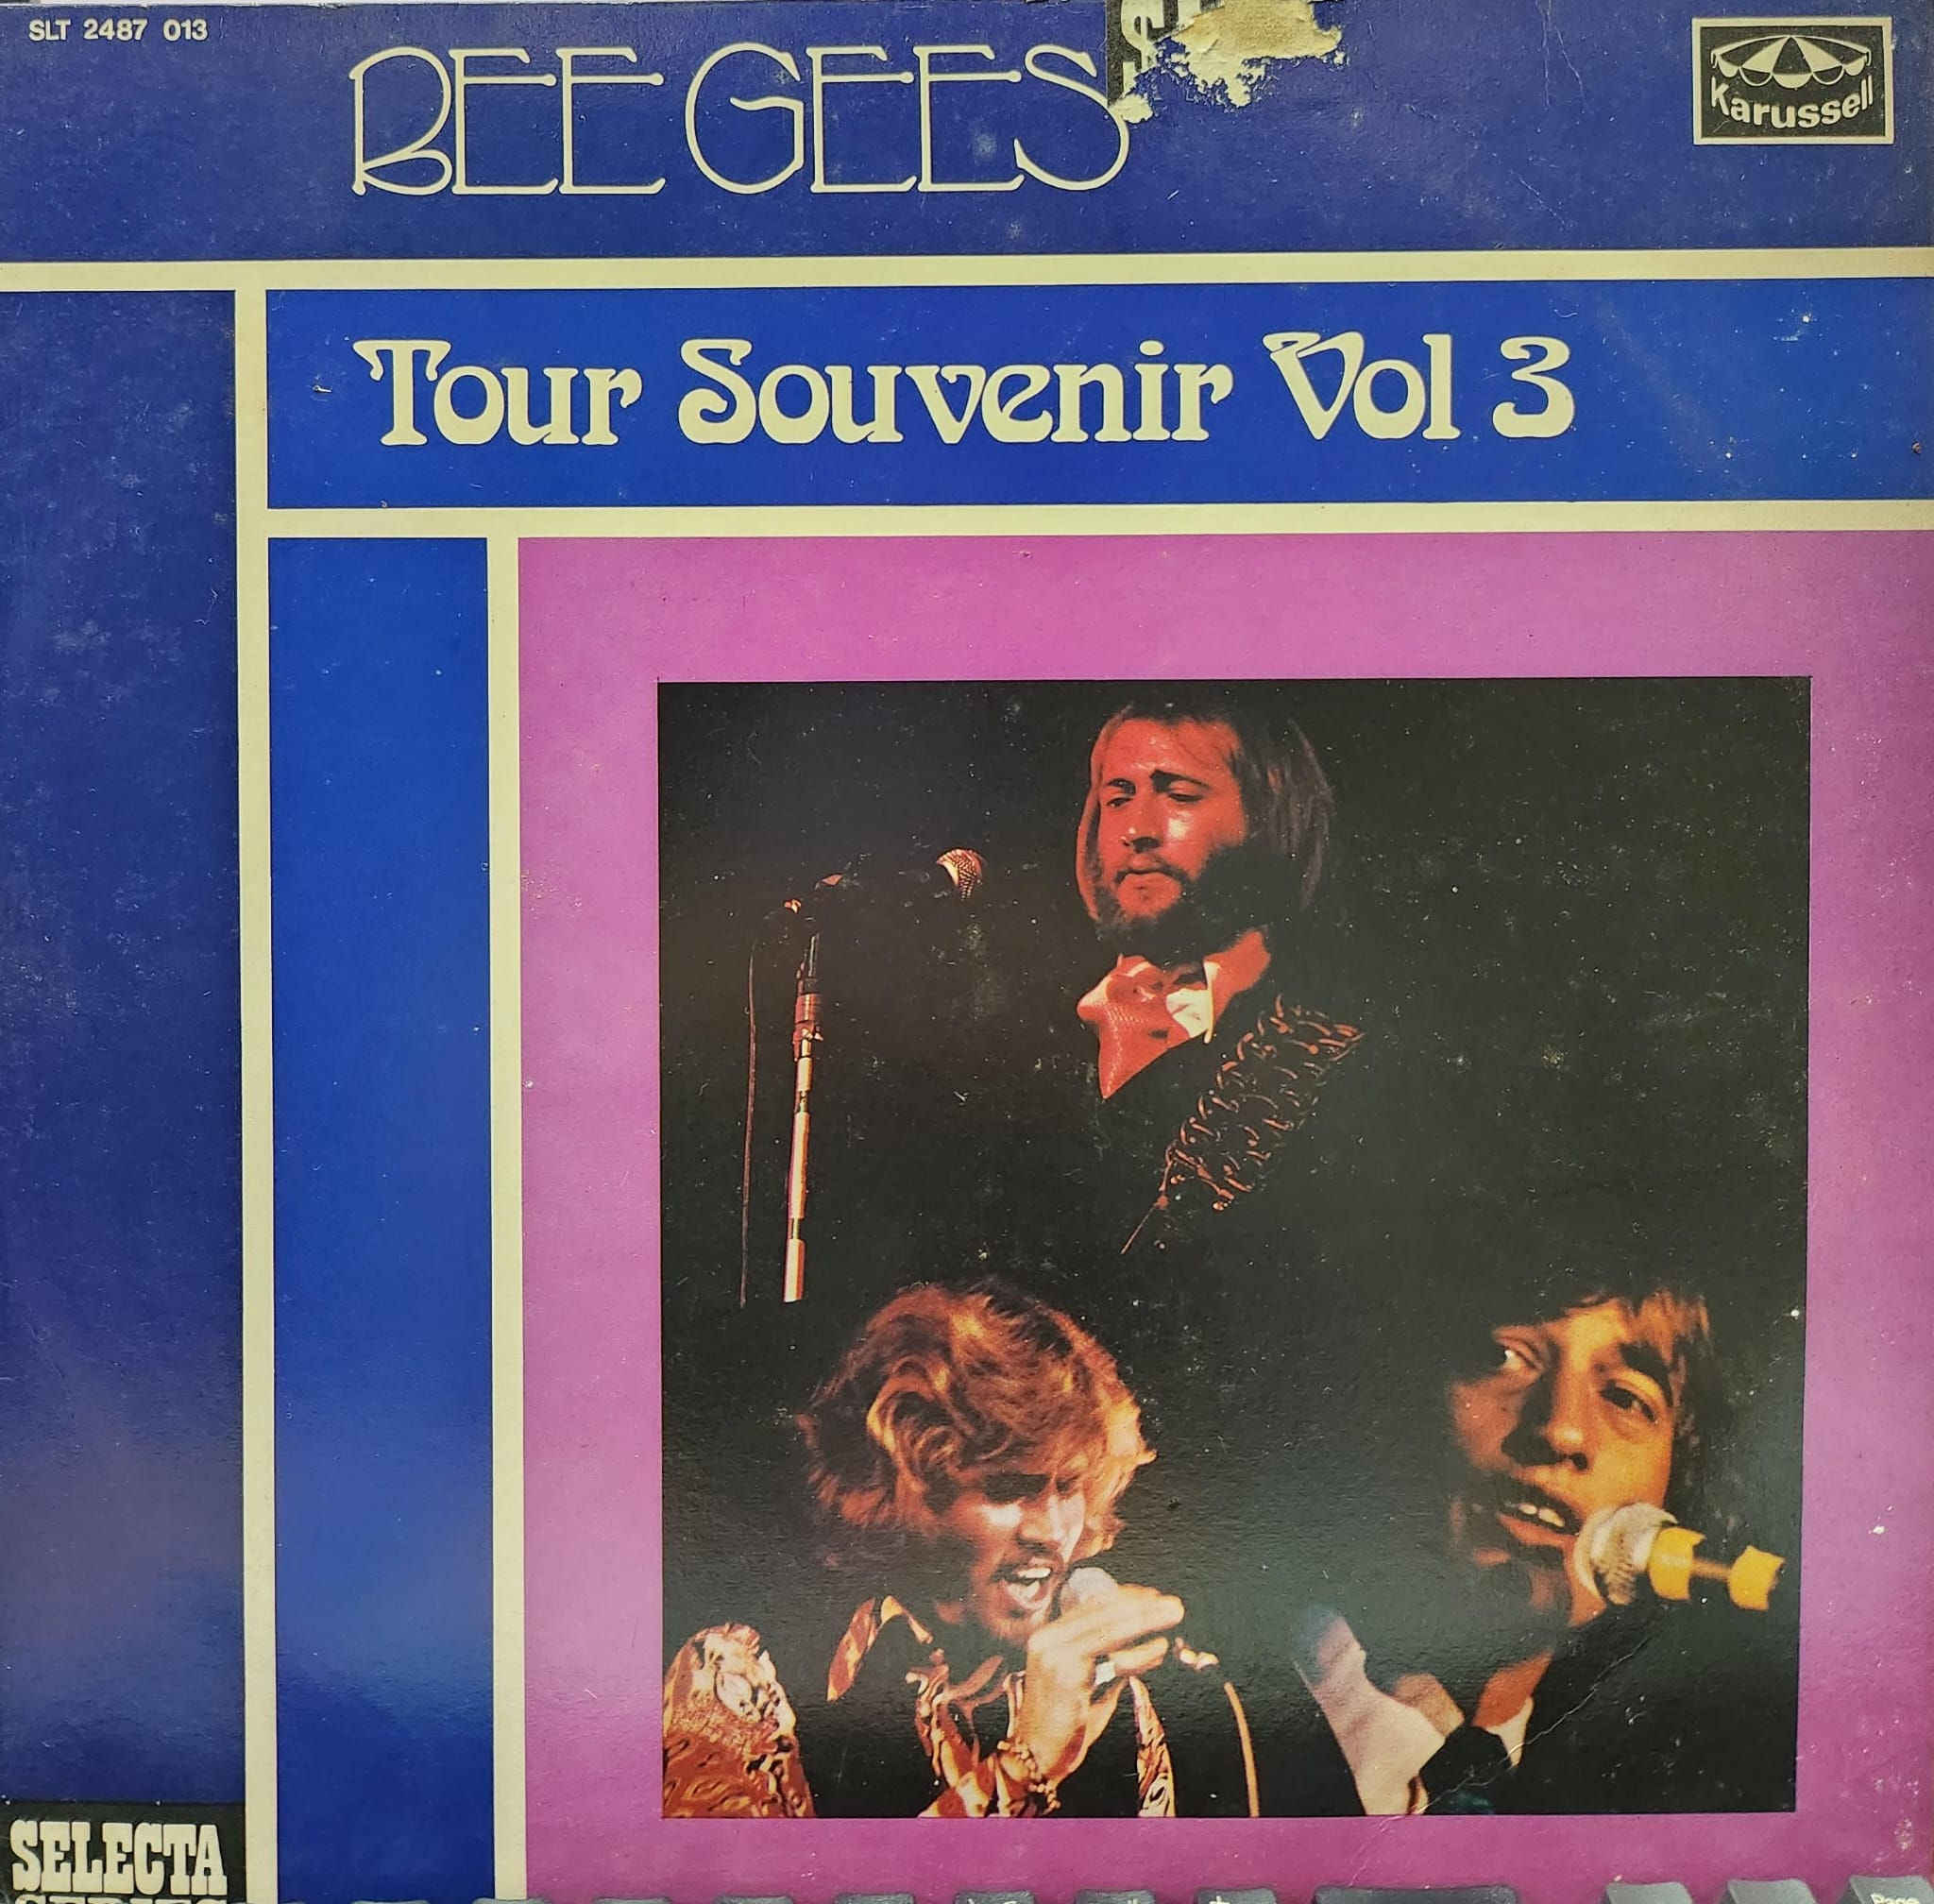 SLT 2487 013
BEE GEES
Karussell
Tour Souvenir Vol 3
SELECTA